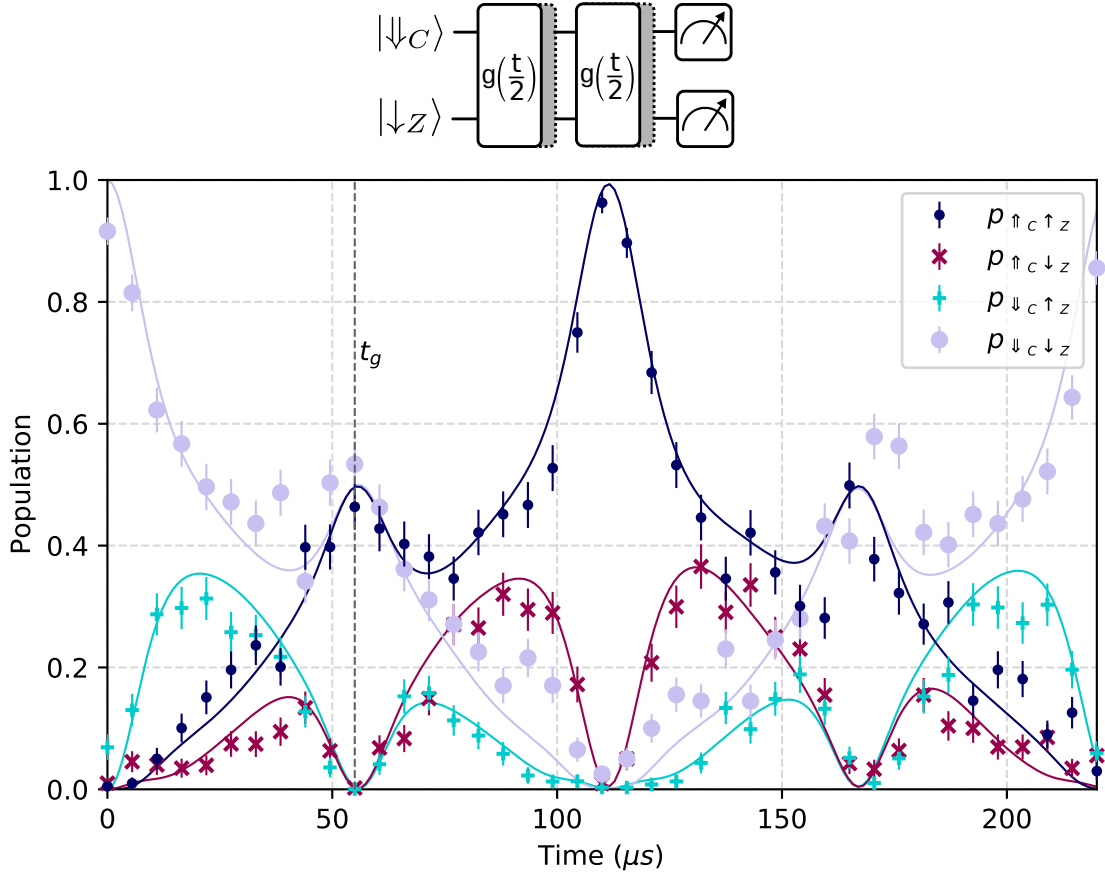 |⇓C⟩ g(t/2) g(t/2)
|↓Z⟩
1.0
0.8
0.6
0.4
0.2
0.0
Population
tg
p⇑C↑Z
p⇑C↓Z
p⇓C↑Z
p⇓C↓Z
0 50 100 150 200
Time (μs)